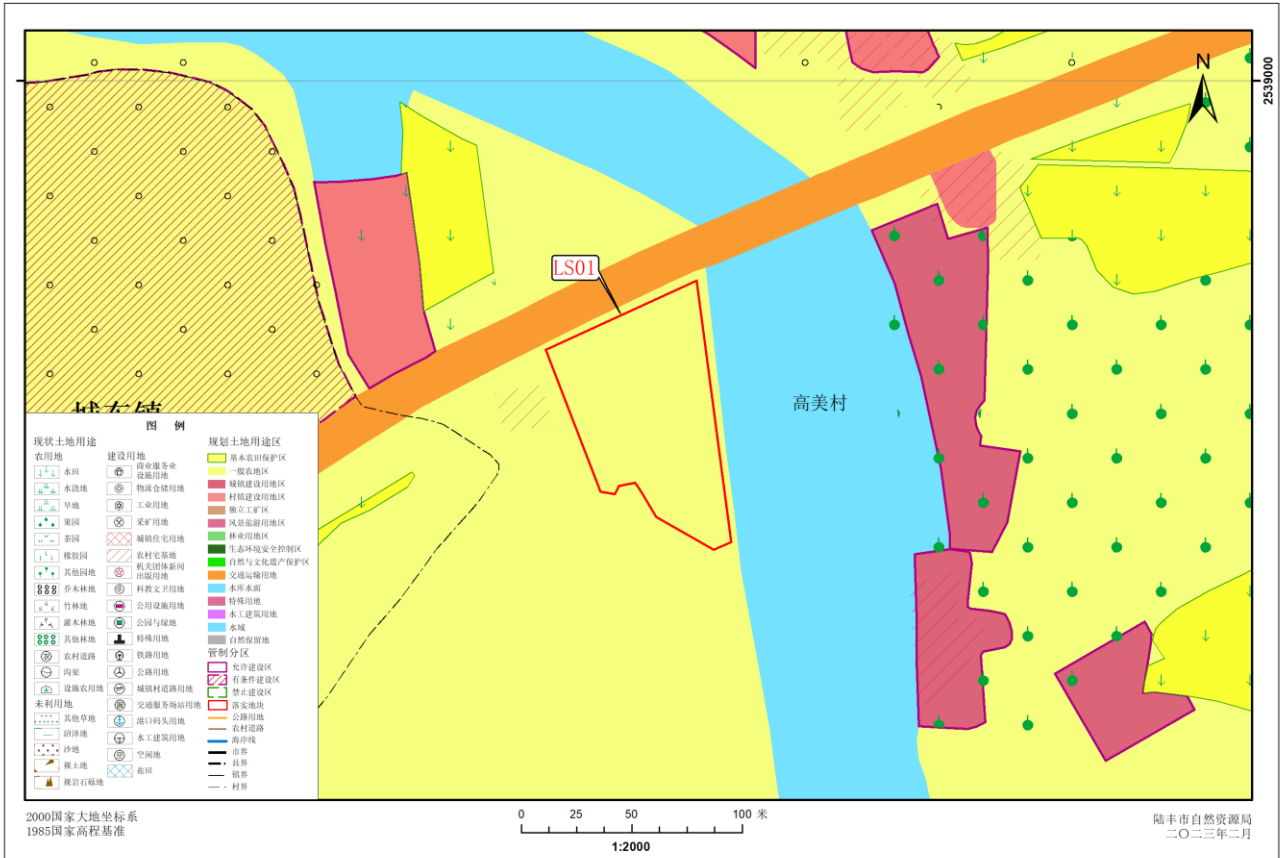 N
2539000
LS01
高美村
城东镇
图 例
现状土地用途
农用地
水田
水浇地
旱地
果园
茶园
橡胶园
其他园地
乔木林地
竹林地
灌木林地
其他林地
农村道路
沟渠
设施农用地
未利用地
其他草地
沼泽地
沙地
裸土地
裸岩石砾地
建设用地
商业服务业
设施用地
物流仓储用地
工业用地
采矿用地
城镇住宅用地
农村宅基地
机关团体新闻
出版用地
科教文卫用地
公用设施用地
公园与绿地
特殊用地
铁路用地
公路用地
城镇村道路用地
交通服务场站用地
港口码头用地
水工建筑用地
空闲地
盐田
规划土地用途区
基本农田保护区
一般农地区
城镇建设用地区
村镇建设用地区
独立工矿区
风景旅游用地区
林业用地区
生态环境安全控制区
自然与文化遗产保护区
交通运输用地
水库水面
特殊用地
水工建筑用地
水域
自然保留地
管制分区
允许建设区
有条件建设区
禁止建设区
落实地块
公路用地
农村道路
海岸线
市界
县界
镇界
村界
2000国家大地坐标系
1985国家高程基准
0 25 50 100 米
1:2000
陆丰市自然资源局
二〇二三年二月